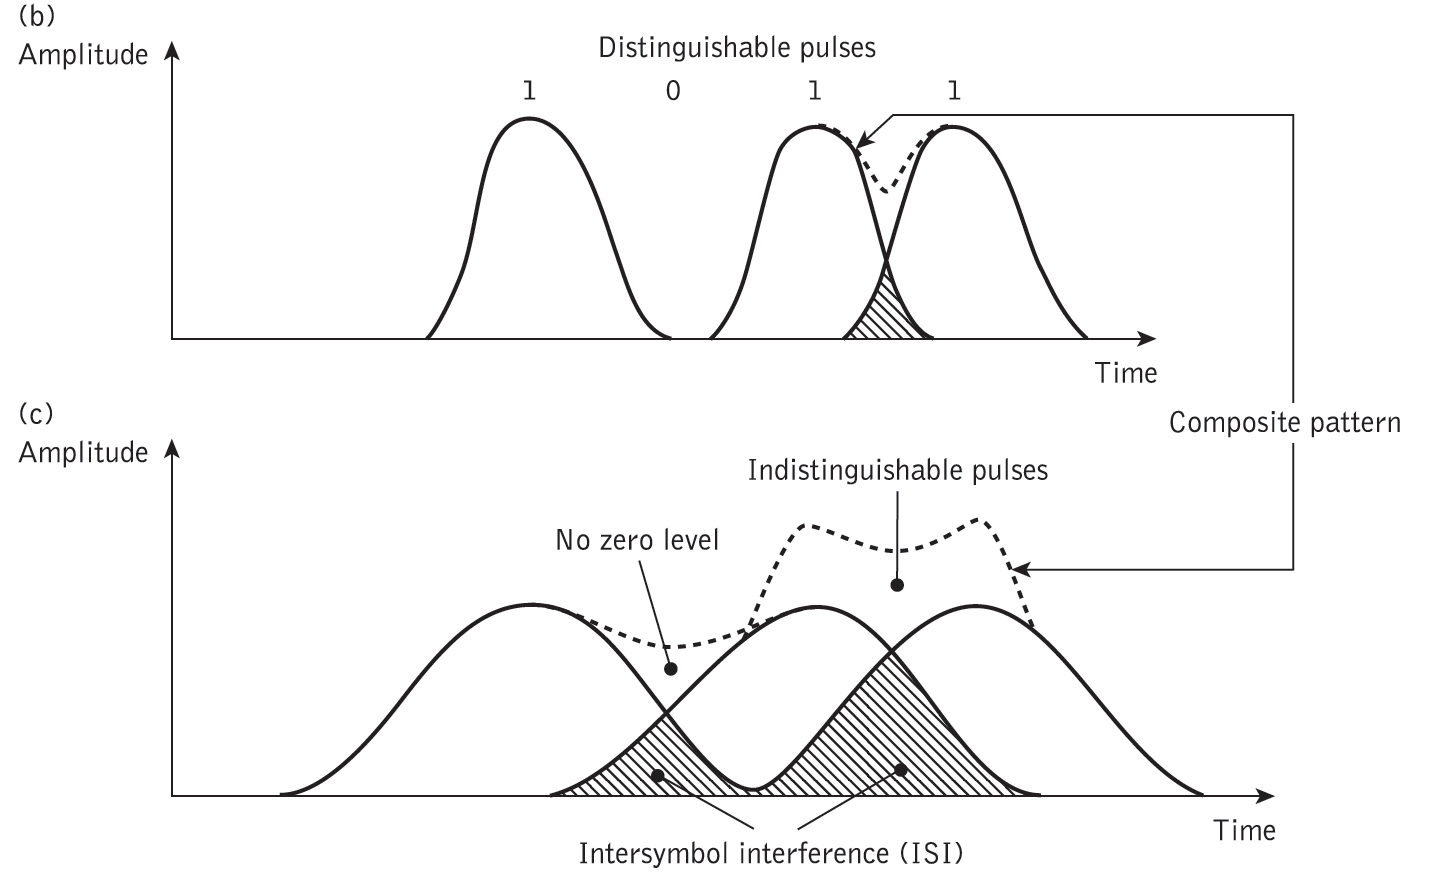 (b)
Amplitude
Distinguishable pulses
1 0 1 1
Time
(c)
Amplitude
Composite pattern
Indistinguishable pulses
No zero level
Time
Intersymbol interference (ISI)